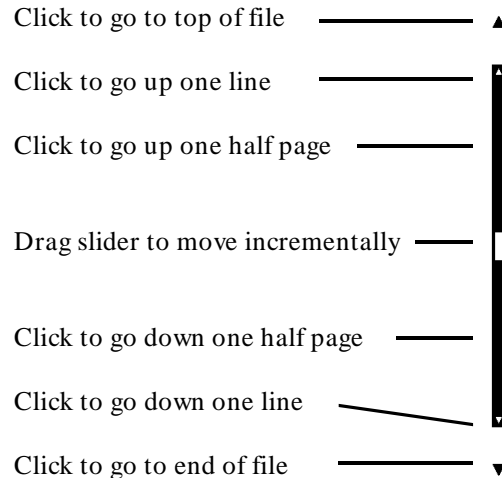 Click to go to top of file
Click to go up one line
Click to go up one half page
Drag slider to move incrementally
Click to go down one half page
Click to go down one line
Click to go to end of file